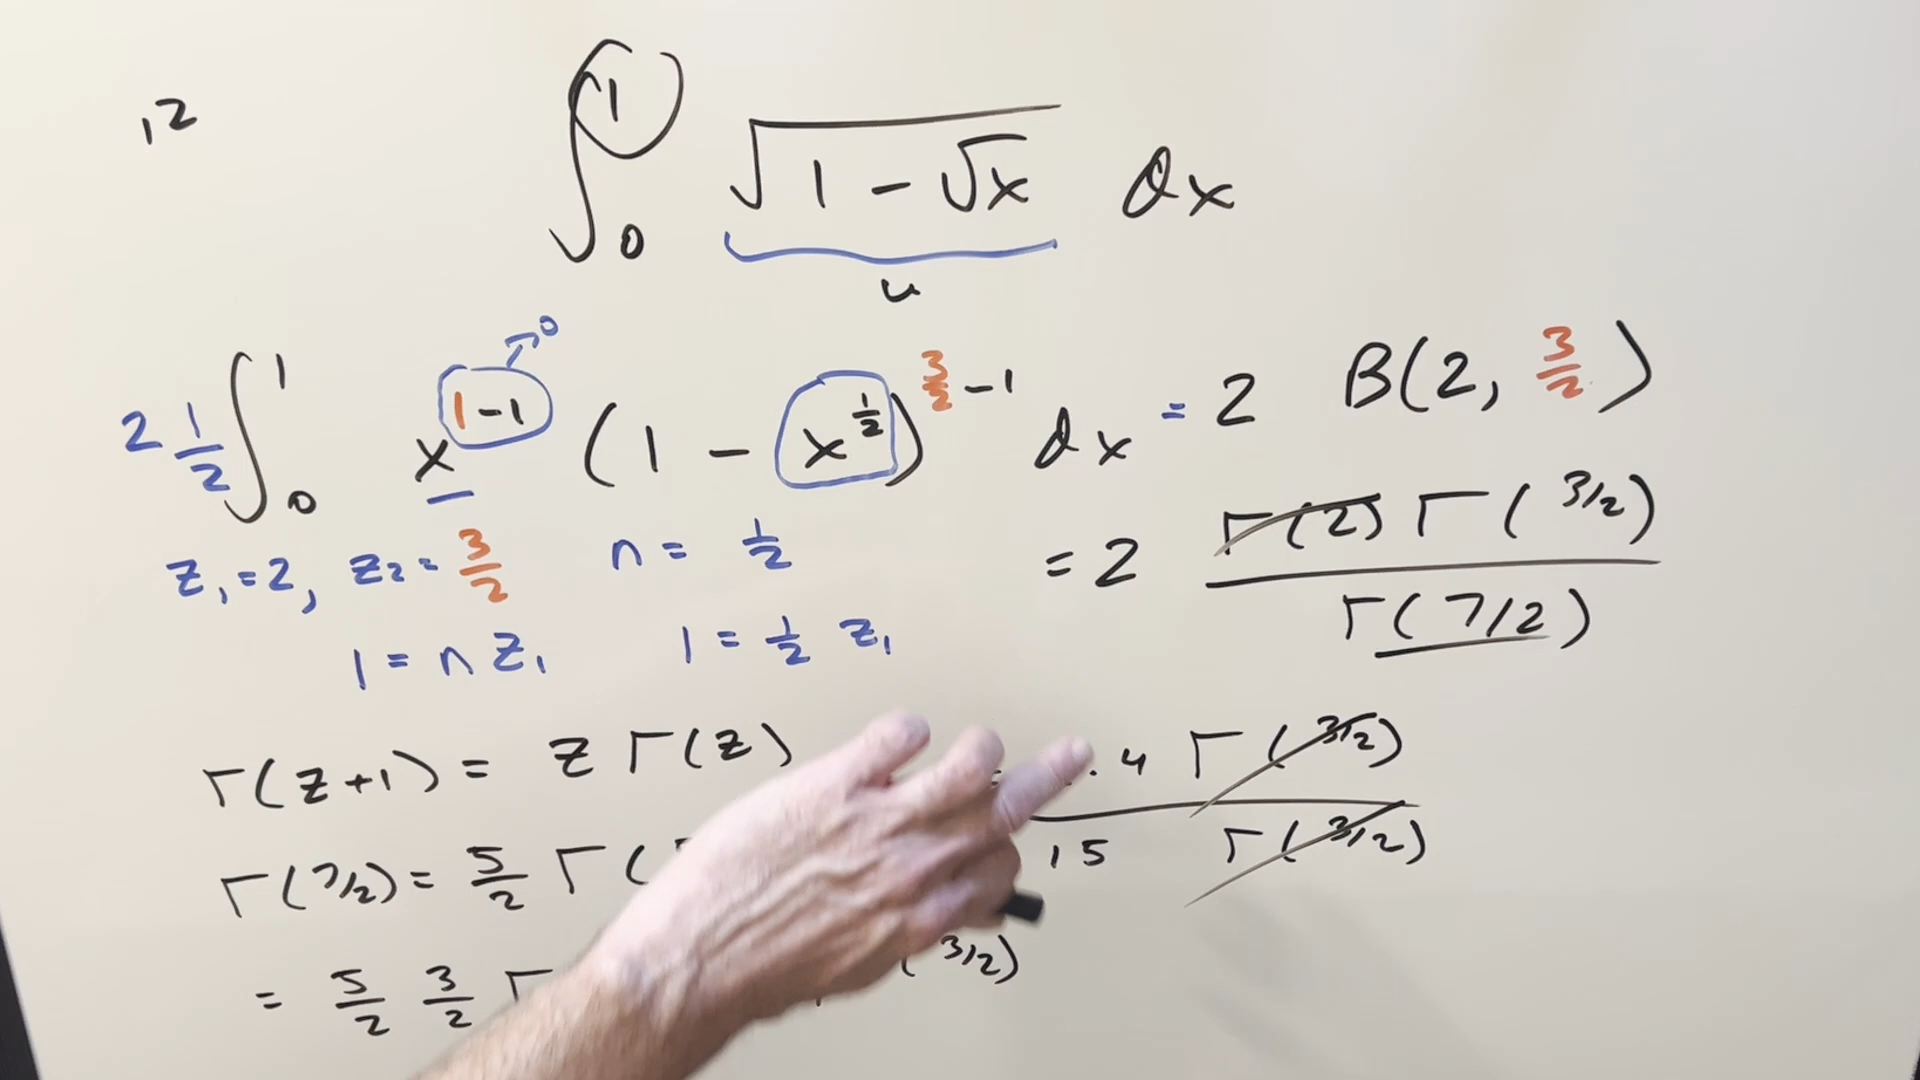 12
∫₀¹ √(1 - √x) dx
u
→ 0
2 1/2 ∫₀¹ x^(1-1) (1 - x^(1/2))^(3/2 - 1) dx = 2 B(2, 3/2)
z₁ = 2, z₂ = 3/2 n = 1/2
= 2 Γ(2) Γ(3/2) / Γ(7/2)
1 = n z₁ 1 = 1/2 z₁
Γ(z+1) = z Γ(z)
· 4 Γ(3/2) / 15 Γ(3/2)
Γ(7/2) = 5/2 Γ(
= 5/2 3/2 Γ (3/2)